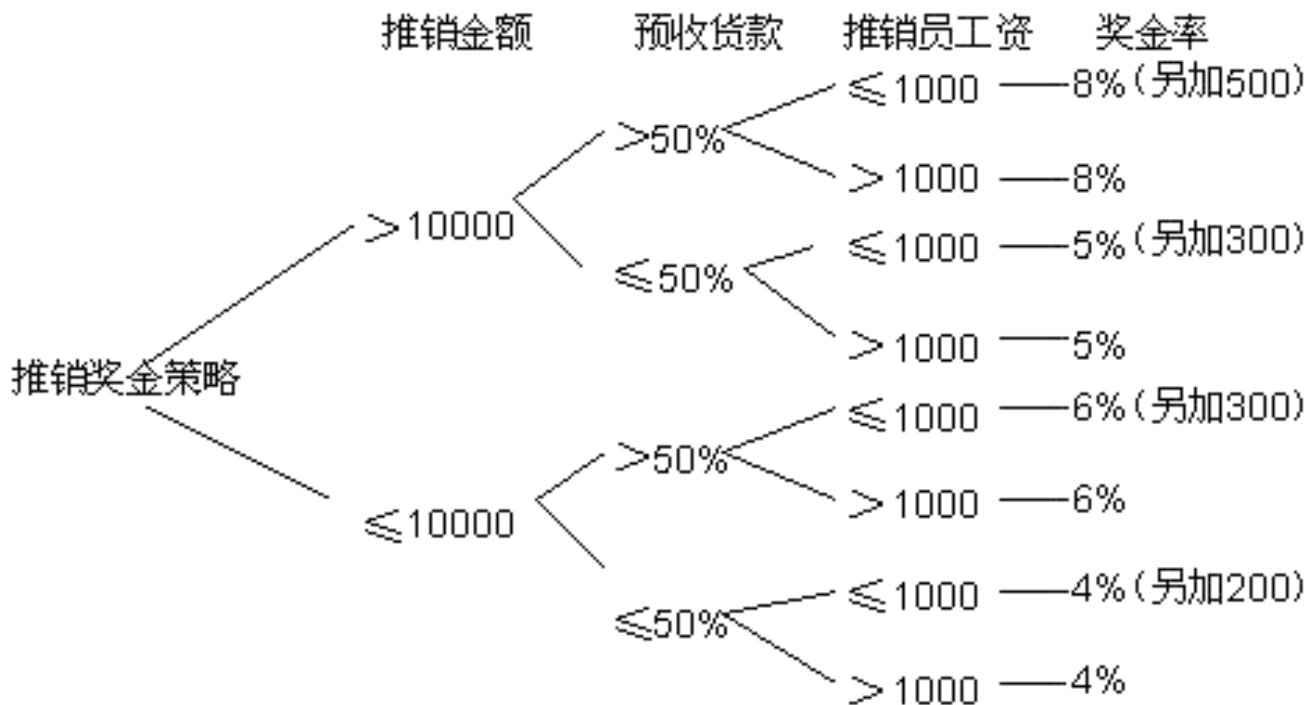 推销金额 预收货款 推销员工资 奖金率
≤1000 8%(另加500)
>50%
>1000 8%
>10000
≤1000 5%(另加300)
≤50%
>1000 5%
推销奖金策略
≤1000 6%(另加300)
>50%
>1000 6%
≤10000
≤1000 4%(另加200)
≤50%
>1000 4%